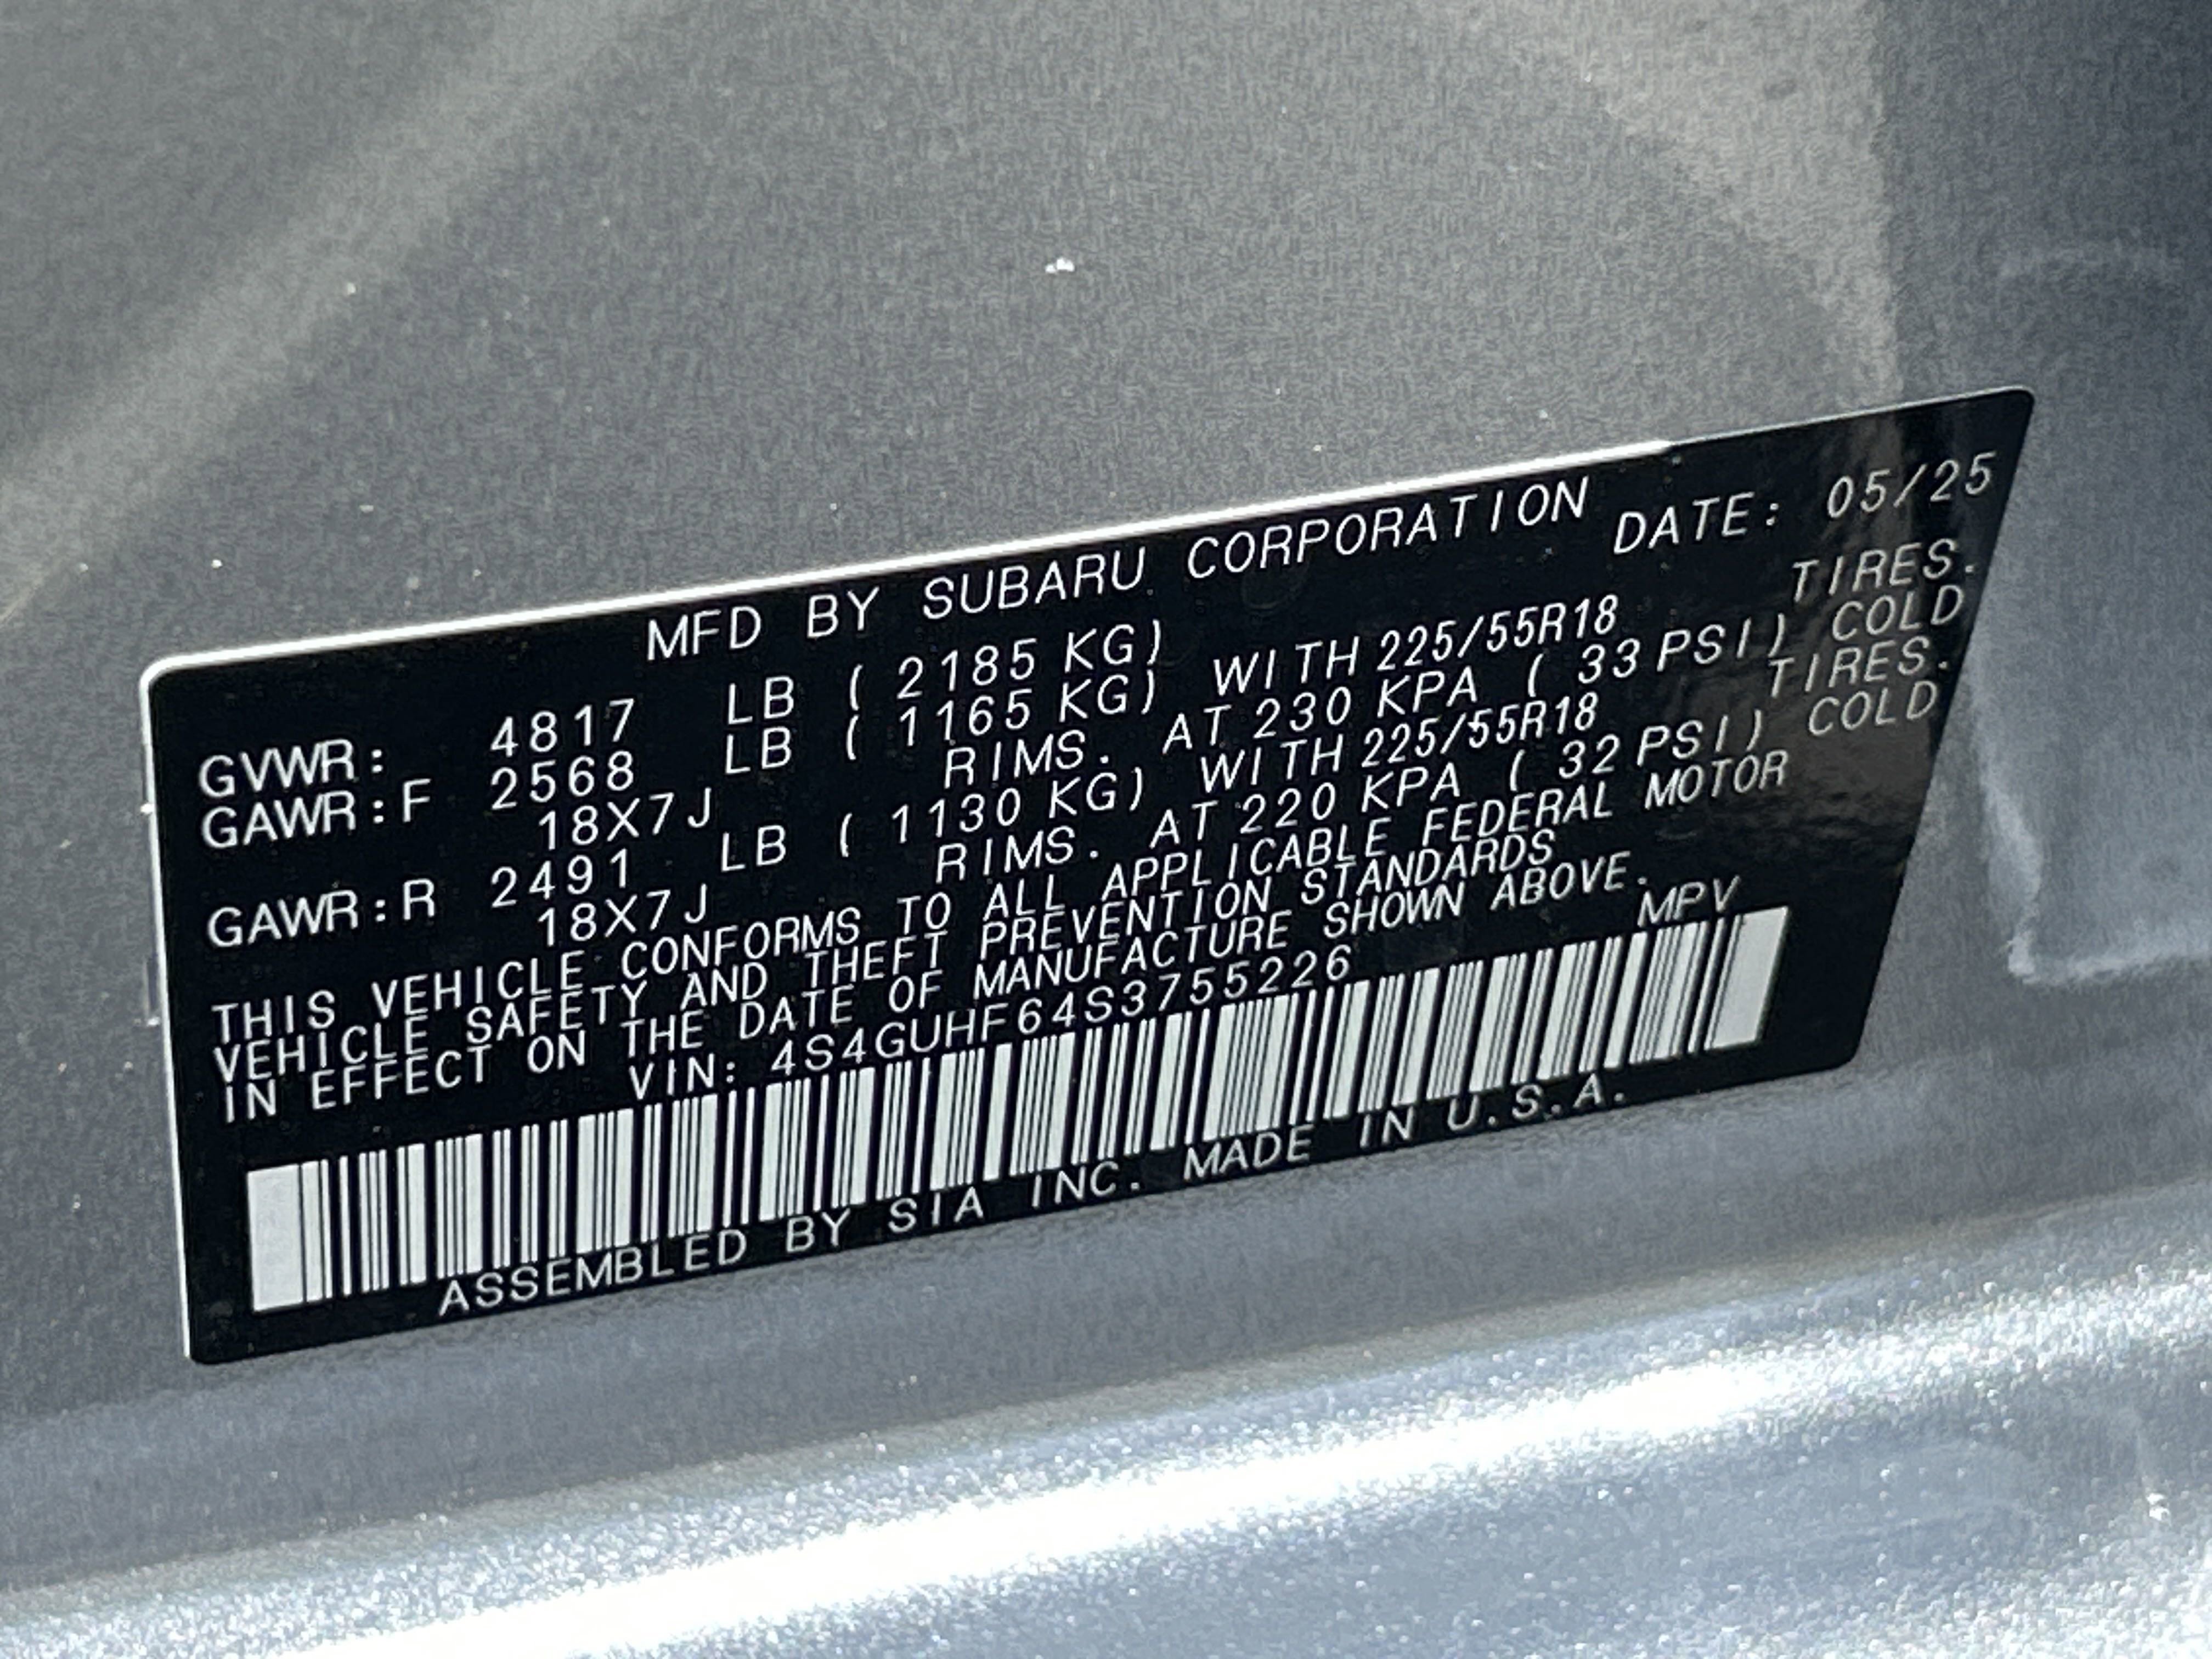 MFD BY SUBARU CORPORATION
DATE: 05/25
GVWR: 4817 LB ( 2185 KG)
GAWR:F 2568 LB ( 1165 KG) WITH 225/55R18 TIRES.
18X7J RIMS. AT 230 KPA ( 33 PSI) COLD
GAWR:R 2491 LB ( 1130 KG) WITH 225/55R18 TIRES.
18X7J RIMS. AT 220 KPA ( 32 PSI) COLD
THIS VEHICLE CONFORMS TO ALL APPLICABLE FEDERAL MOTOR
VEHICLE SAFETY AND THEFT PREVENTION STANDARDS
IN EFFECT ON THE DATE OF MANUFACTURE SHOWN ABOVE.
VIN: 4S4GUHF64S3755226 MPV
ASSEMBLED BY SIA INC. MADE IN U.S.A.